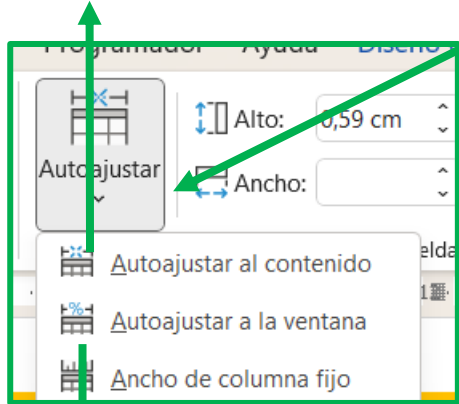 Programador Ayuda Diseño
Alto: 0,59 cm
Autoajustar
Ancho:
Autoajustar al contenido
Autoajustar a la ventana
Ancho de columna fijo